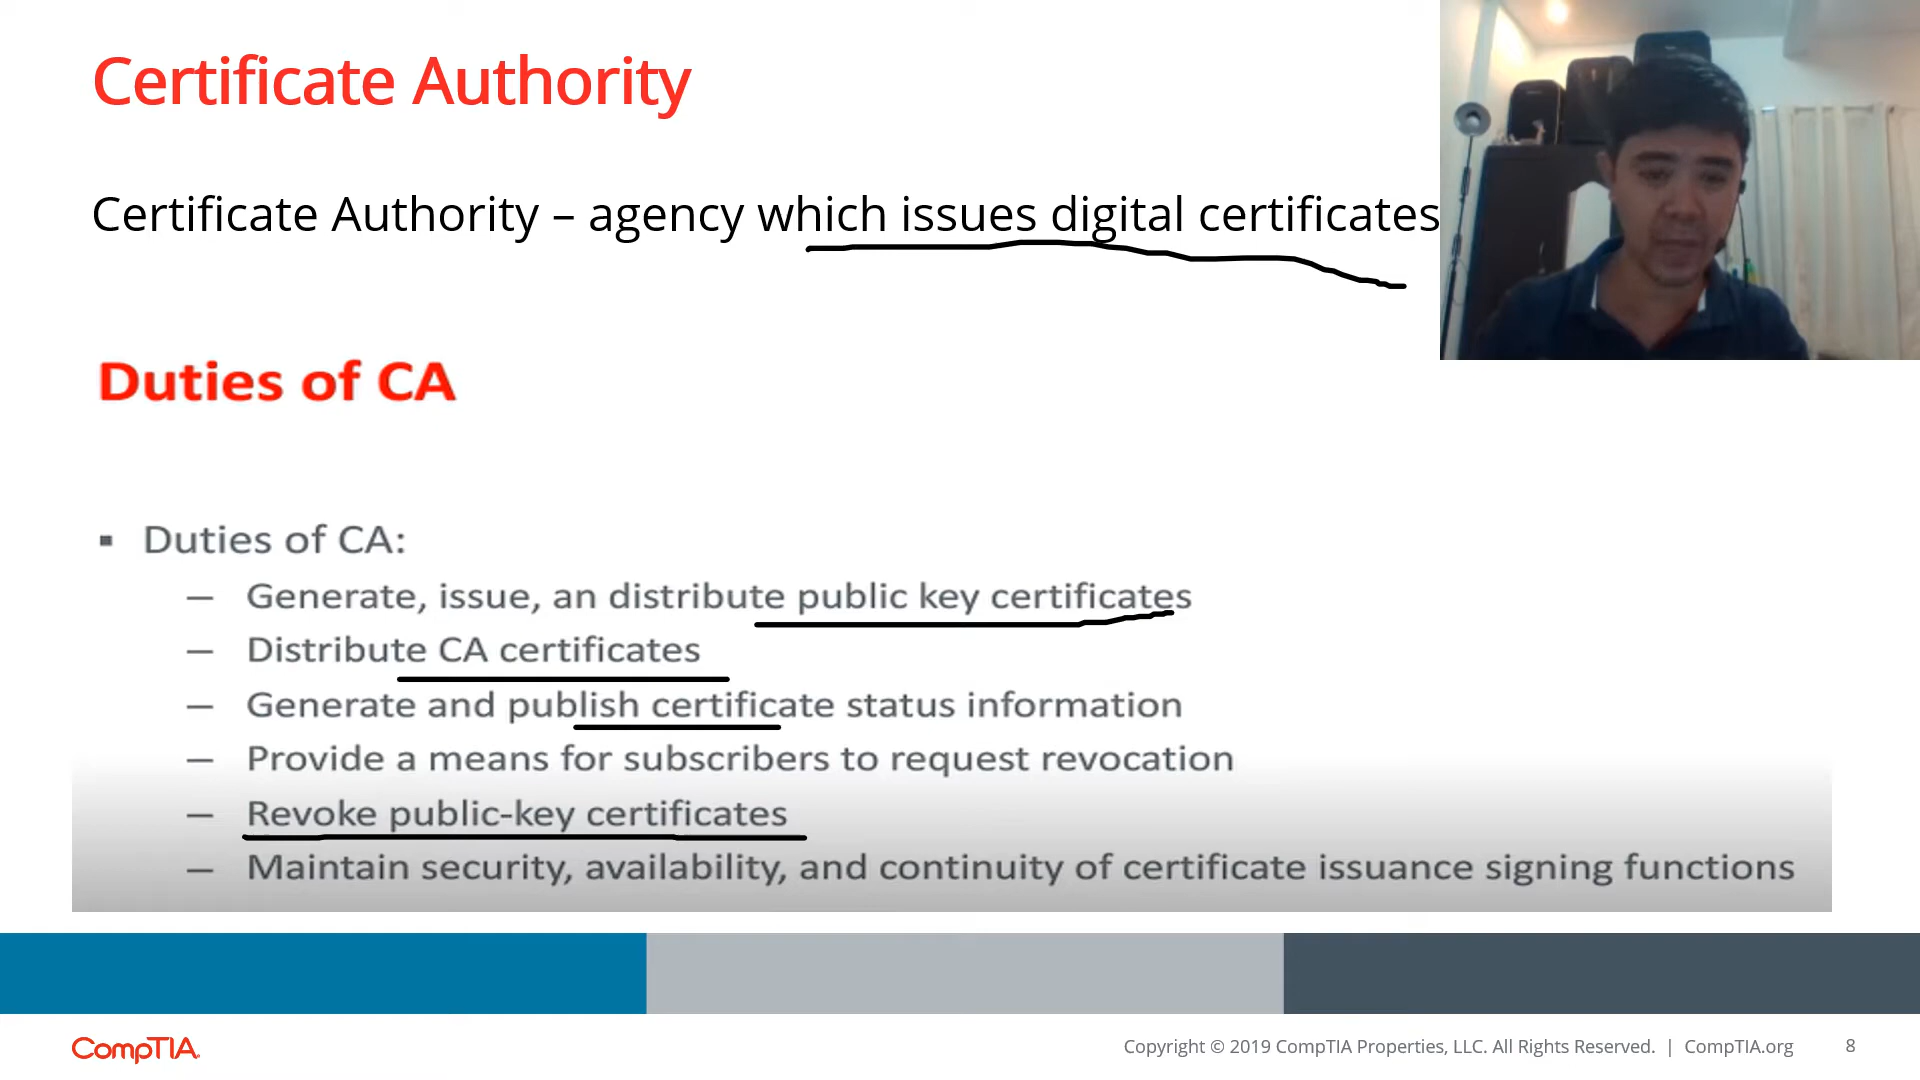 Certificate Authority
Certificate Authority – agency which issues digital certificates
Duties of CA
▪ Duties of CA:
— Generate, issue, an distribute public key certificates
— Distribute CA certificates
— Generate and publish certificate status information
— Provide a means for subscribers to request revocation
— Revoke public-key certificates
— Maintain security, availability, and continuity of certificate issuance signing functions
CompTIA.
Copyright © 2019 CompTIA Properties, LLC. All Rights Reserved. | CompTIA.org 8